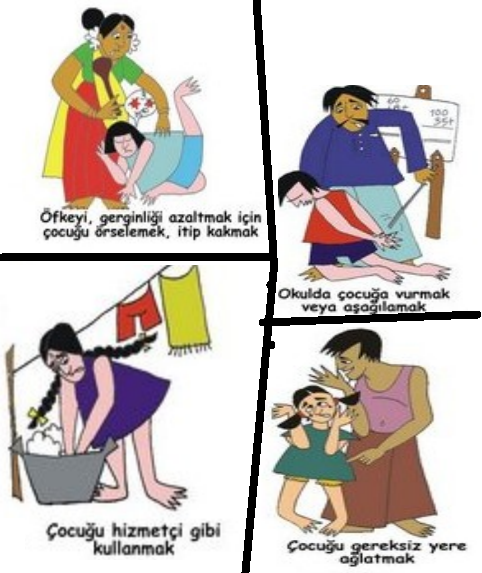 Öfkeyi, gerginliği azaltmak için
çocuğu örselemek, itip kakmak
100
Okulda çocuğa vurmak
veya aşağılamak
Çocuğu hizmetçi gibi
kullanmak
Çocuğu gereksiz yere
ağlatmak